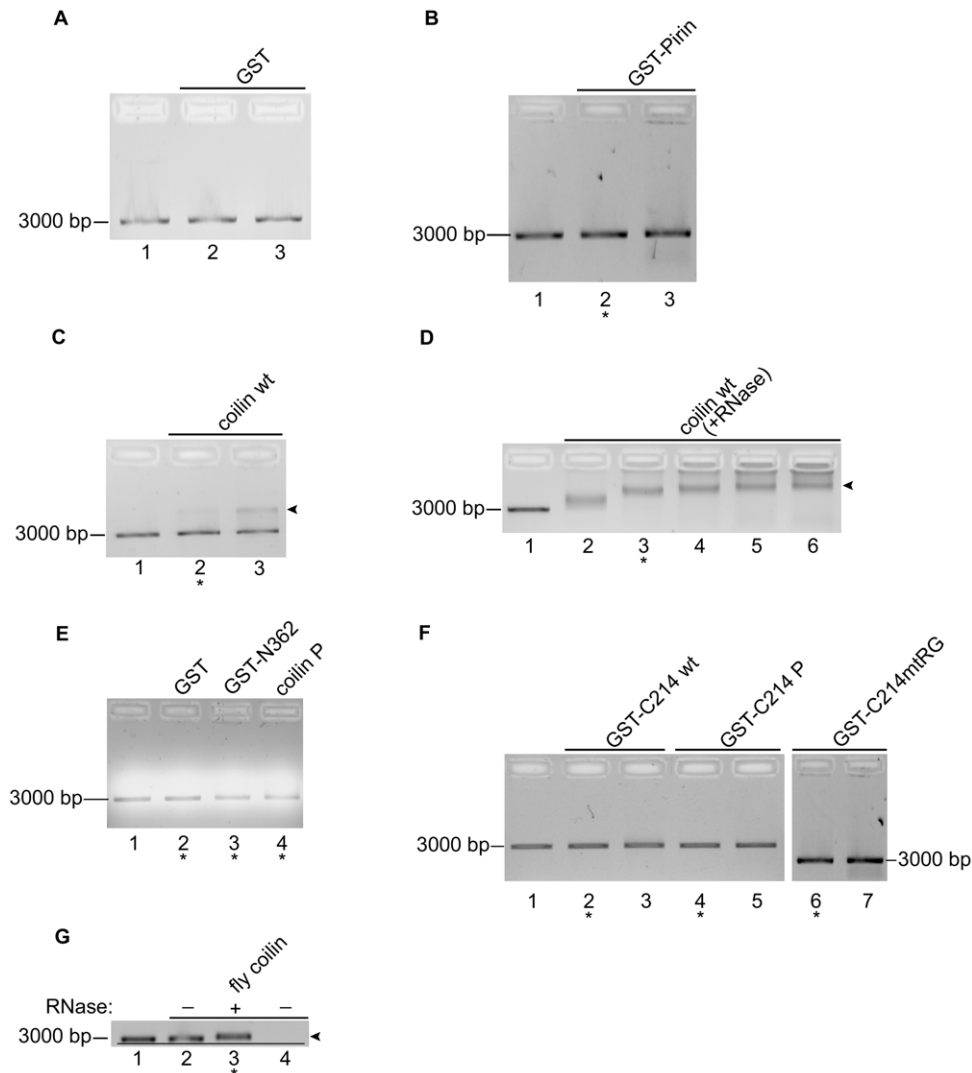 A
GST
3000 bp
1 2 3
B
GST-Pirin
3000 bp
1 2 3
*
C
coilin wt
3000 bp
1 2 3
*
D
coilin wt
(+RNase)
3000 bp
1 2 3 4 5 6
*
E
GST GST-N362 coilin P
3000 bp
1 2 3 4
* * *
F
GST-C214 wt GST-C214 P GST-C214mtRG
3000 bp 3000 bp
1 2 3 4 5 6 7
* * *
G
fly coilin
RNase: – + –
3000 bp
1 2 3 4
*